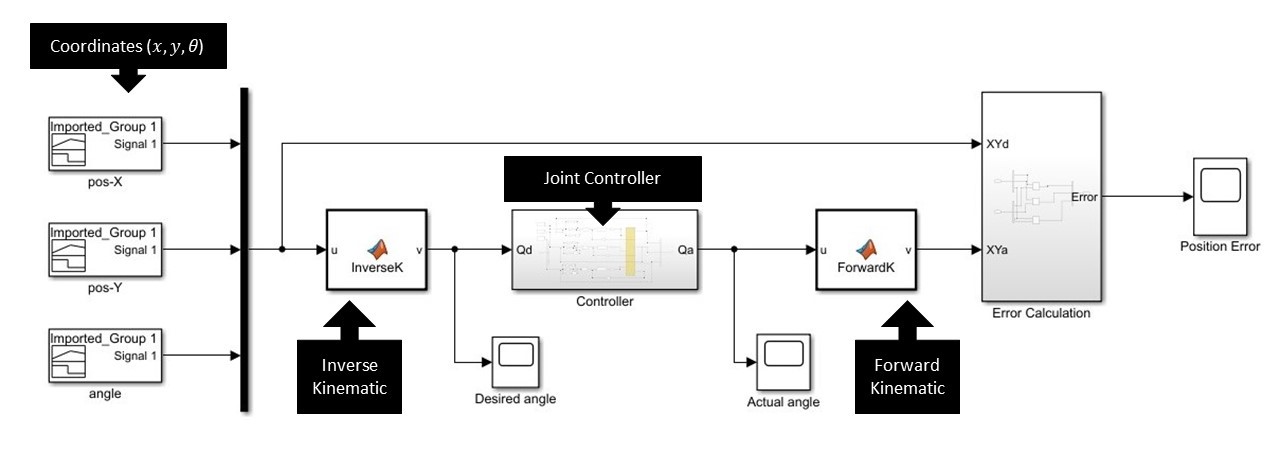 Coordinates (x, y, θ)
Imported_Group 1
Signal 1
pos-X
Imported_Group 1
Signal 1
pos-Y
Imported_Group 1
Signal 1
angle
u
v
InverseK
Inverse
Kinematic
Desired angle
Joint Controller
Qd
Qa
Controller
Actual angle
u
v
ForwardK
Forward
Kinematic
XYd
Error
XYa
Error Calculation
Position Error